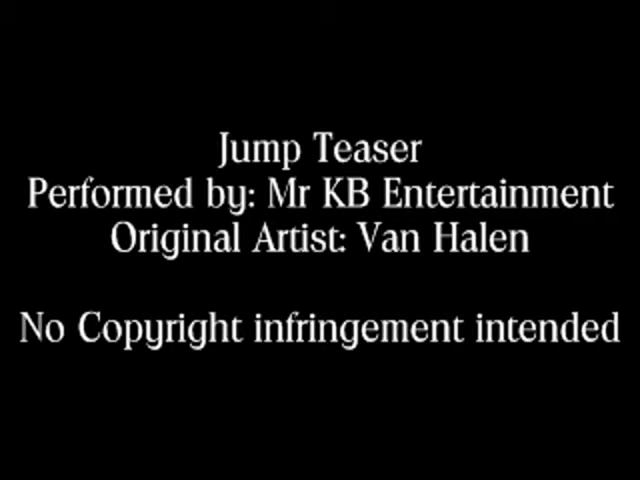 Jump Teaser
Performed by: Mr KB Entertainment
Original Artist: Van Halen
No Copyright infringement intended